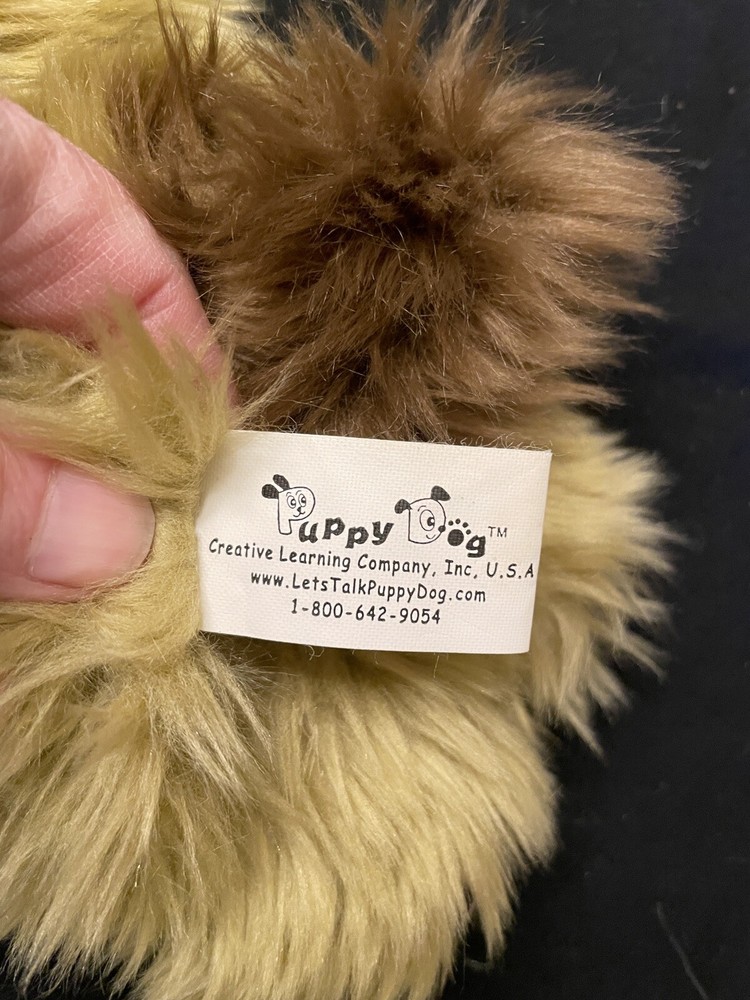 Puppy Dog™
Creative Learning Company, Inc, U.S.A
www.LetsTalkPuppyDog.com
1-800-642-9054